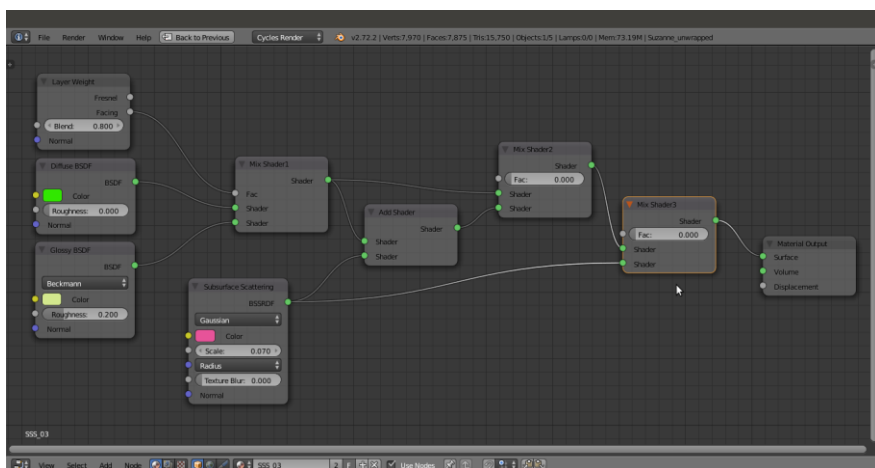 File Render Window Help Back to Previous Cycles Render v2.72.2 | Verts:7,970 | Faces:7,875 | Tris:15,750 | Objects:1/5 | Lamps:0/0 | Mem:73.19M | Suzanne_unwrapped
Layer Weight
Fresnel
Facing
Blend: 0.800
Normal
Diffuse BSDF
BSDF
Color
Roughness: 0.000
Normal
Glossy BSDF
BSDF
Beckmann
Color
Roughness: 0.200
Normal
Mix Shader1
Shader
Fac
Shader
Shader
Subsurface Scattering
BSSRDF
Gaussian
Color
Scale: 0.070
Radius
Texture Blur: 0.000
Normal
Add Shader
Shader
Shader
Shader
Mix Shader2
Shader
Fac: 0.000
Shader
Shader
Mix Shader3
Shader
Fac: 0.000
Shader
Shader
Material Output
Surface
Volume
Displacement
SSS_03
View Select Add Node SSS_03 2 F Use Nodes